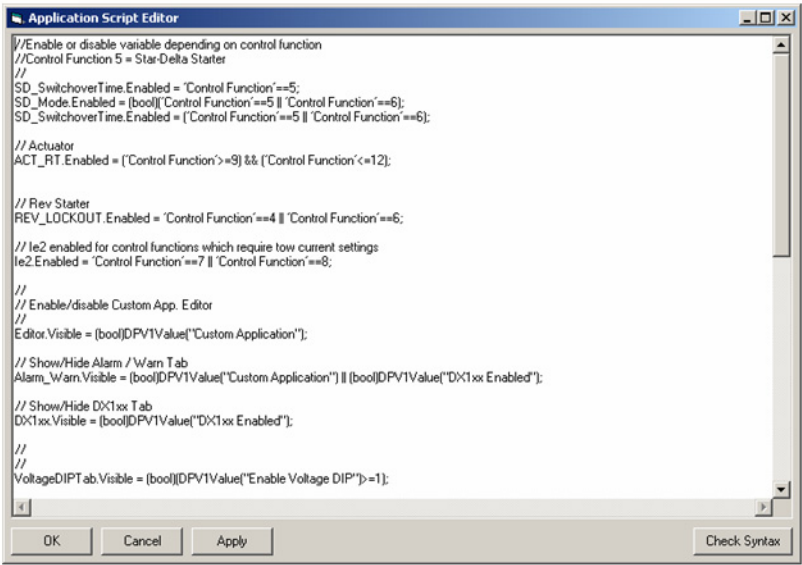 Application Script Editor
//Enable or disable variable depending on control function
//Control Function 5 = Star-Delta Starter
//
SD_SwitchoverTime.Enabled = ´Control Function´==5;
SD_Mode.Enabled = (bool)(´Control Function´==5 || ´Control Function´==6);
SD_SwitchoverTime.Enabled = (´Control Function´==5 || ´Control Function´==6);
// Actuator
ACT_RT.Enabled = (´Control Function´>=9) && (´Control Function´<=12);
// Rev Starter
REV_LOCKOUT.Enabled = ´Control Function´==4 || ´Control Function´==6;
// Ie2 enabled for control functions which require tow current settings
Ie2.Enabled = ´Control Function´==7 || ´Control Function´==8;
//
// Enable/disable Custom App. Editor
//
Editor.Visible = (bool)DPV1Value("Custom Application");
// Show/Hide Alarm / Warn Tab
Alarm_Warn.Visible = (bool)DPV1Value("Custom Application") || (bool)DPV1Value("DX1xx Enabled");
// Show/Hide DX1xx Tab
DX1xx.Visible = (bool)DPV1Value("DX1xx Enabled");
//
//
VoltageDIPTab.Visible = (bool)(DPV1Value("Enable Voltage DIP")>=1);
OK Cancel Apply Check Syntax